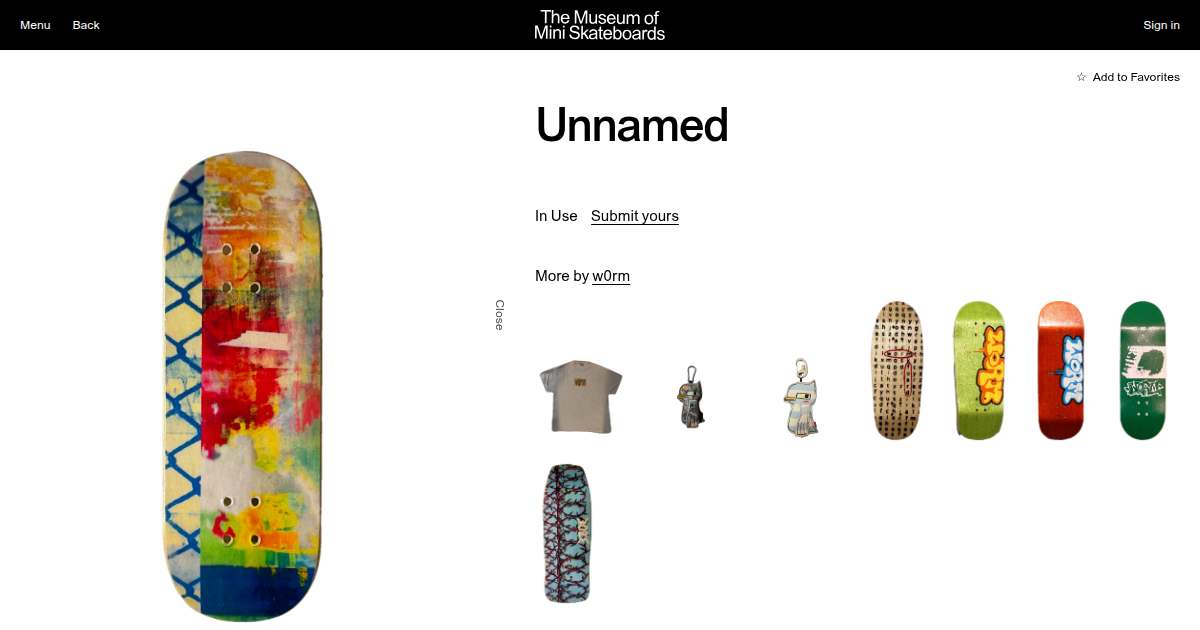 Menu
Back
The Museum of
Mini Skateboards
Sign in
☆ Add to Favorites
Unnamed
In Use Submit yours
More by w0rm
Close